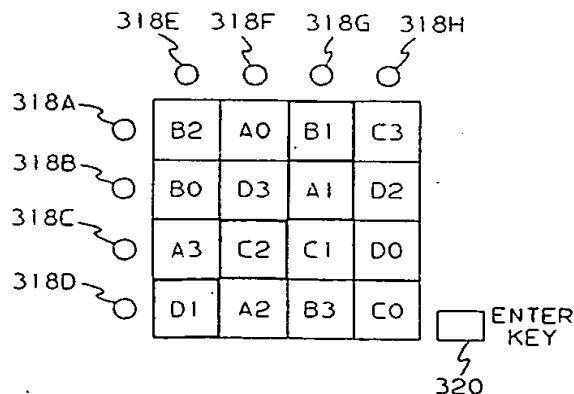 318E 318F 318G 318H
318A
B2 A0 B1 C3
318B
B0 D3 A1 D2
318C
A3 C2 C1 D0
318D
D1 A2 B3 C0
ENTER
KEY
320